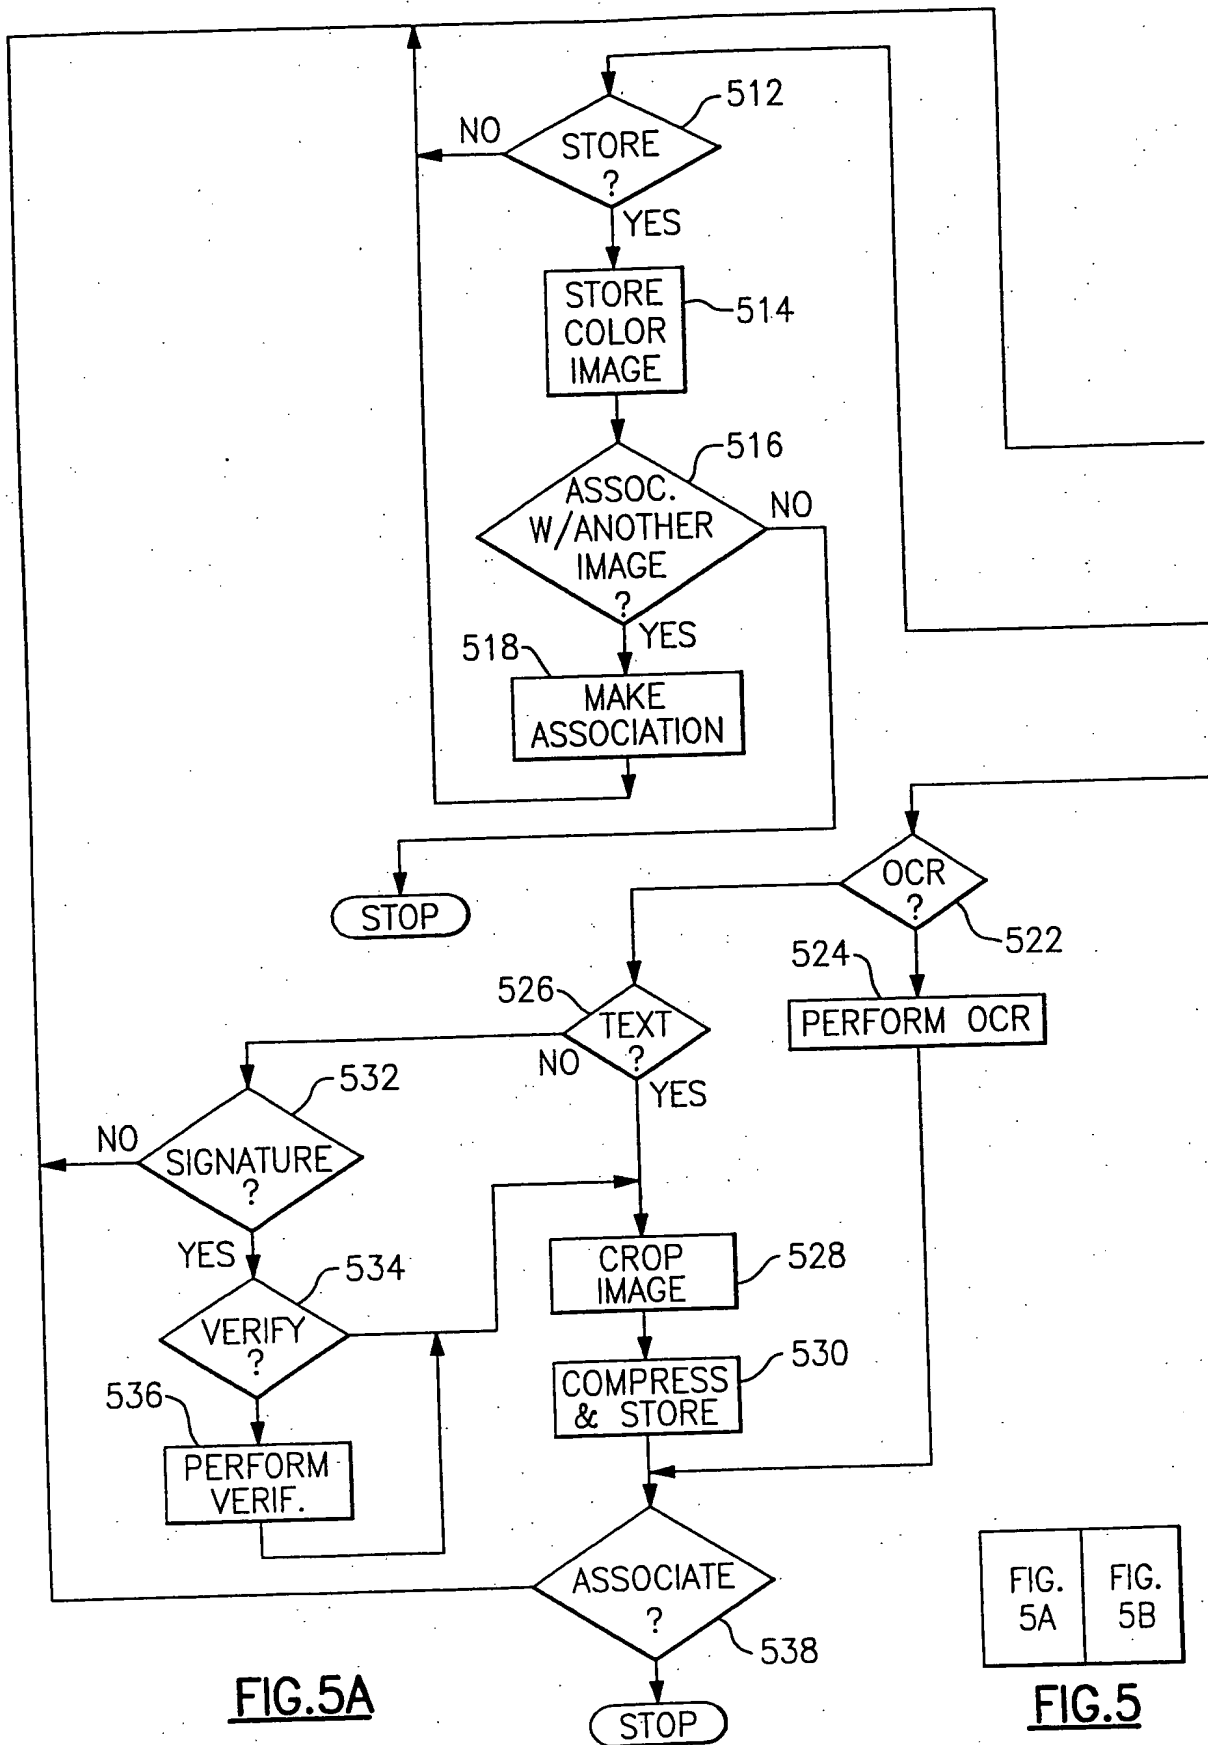 512
NO
STORE
?
YES
STORE
COLOR
IMAGE
514
516
ASSOC.
W/ANOTHER
IMAGE
?
NO
YES
518
MAKE
ASSOCIATION
STOP
OCR
?
522
524
PERFORM OCR
526
TEXT
?
NO
YES
532
NO
SIGNATURE
?
YES
534
VERIFY
?
536
PERFORM
VERIF.
CROP
IMAGE
528
COMPRESS
& STORE
530
ASSOCIATE
?
538
STOP
FIG.5A
FIG.
5A
FIG.
5B
FIG.5